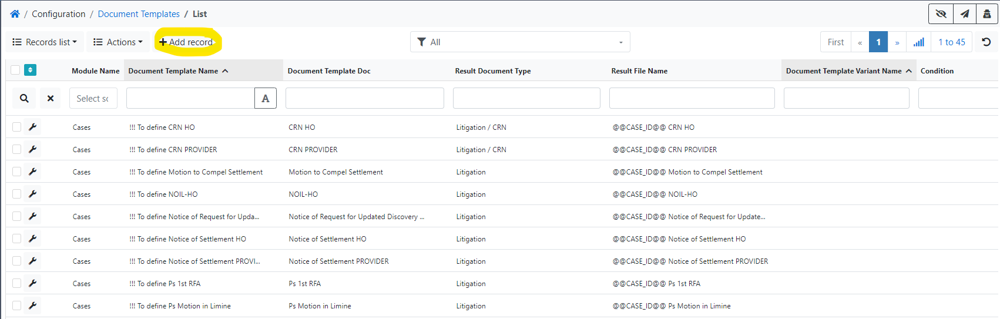 / Configuration / Document Templates / List
Records list Actions + Add record All First « 1 » 1 to 45
Module Name Document Template Name Document Template Doc Result Document Type Result File Name Document Template Variant Name Condition
Select sc A
Cases !!! To define CRN HO CRN HO Litigation / CRN @@CASE_ID@@ CRN HO
Cases !!! To define CRN PROVIDER CRN PROVIDER Litigation / CRN @@CASE_ID@@ CRN PROVIDER
Cases !!! To define Motion to Compel Settlement Motion to Compel Settlement Litigation @@CASE_ID@@ Motion to Compel Settlement
Cases !!! To define NOIL-HO NOIL-HO Litigation @@CASE_ID@@ NOIL-HO
Cases !!! To define Notice of Request for Upda... Notice of Request for Updated Discovery ... Litigation @@CASE_ID@@ Notice of Request for Update...
Cases !!! To define Notice of Settlement HO Notice of Settlement HO Litigation @@CASE_ID@@ Notice of Settlement HO
Cases !!! To define Notice of Settlement PROVI... Notice of Settlement PROVIDER Litigation @@CASE_ID@@ Notice of Settlement PROVIDER
Cases !!! To define Ps 1st RFA Ps 1st RFA Litigation @@CASE_ID@@ Ps 1st RFA
Cases !!! To define Ps Motion in Limine Ps Motion in Limine Litigation @@CASE_ID@@ Ps Motion in Limine